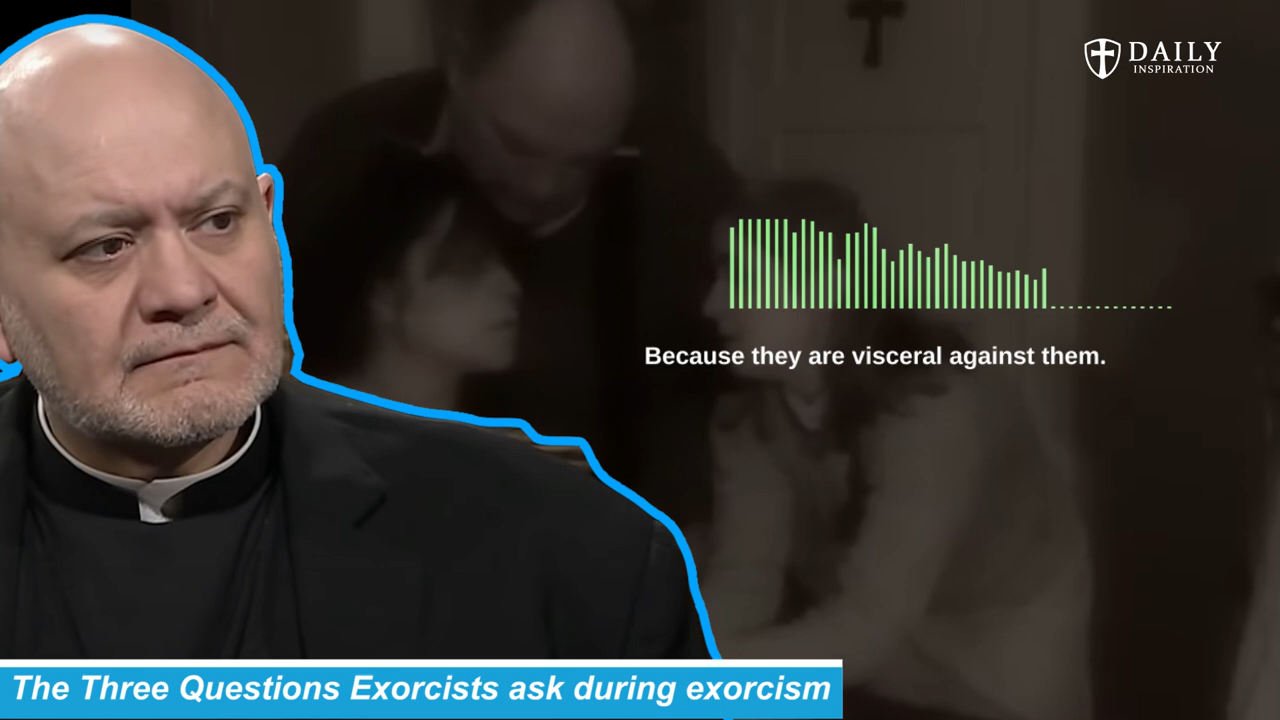 DAILY
INSPIRATION
Because they are visceral against them.
The Three Questions Exorcists ask during exorcism